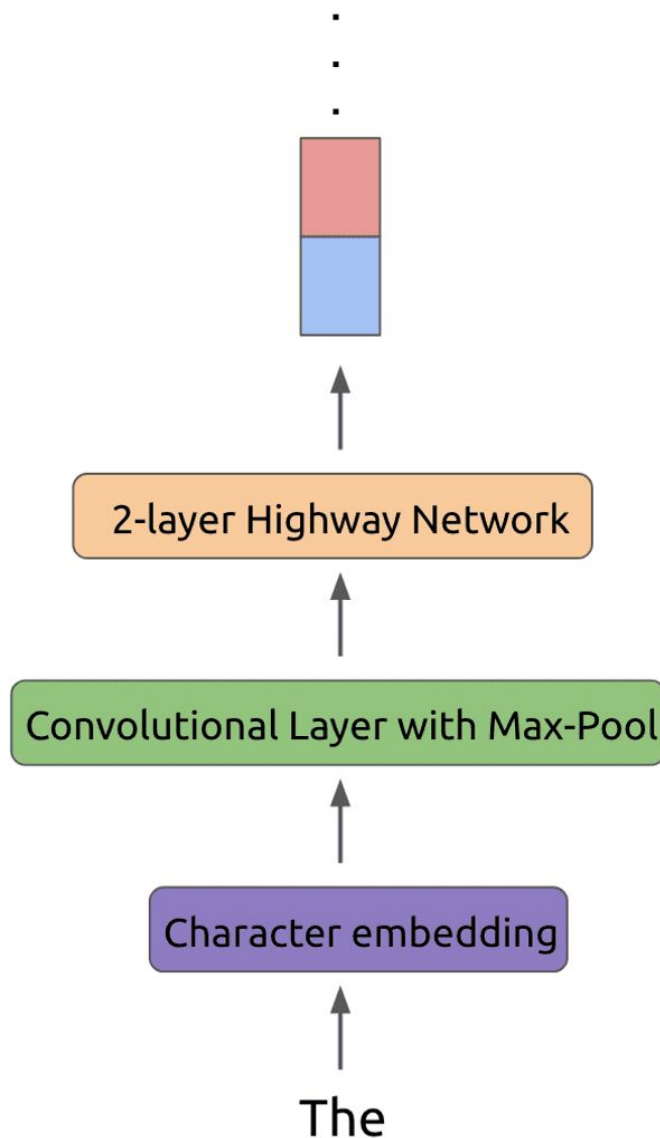 2-layer Highway Network
Convolutional Layer with Max-Pool
Character embedding
The